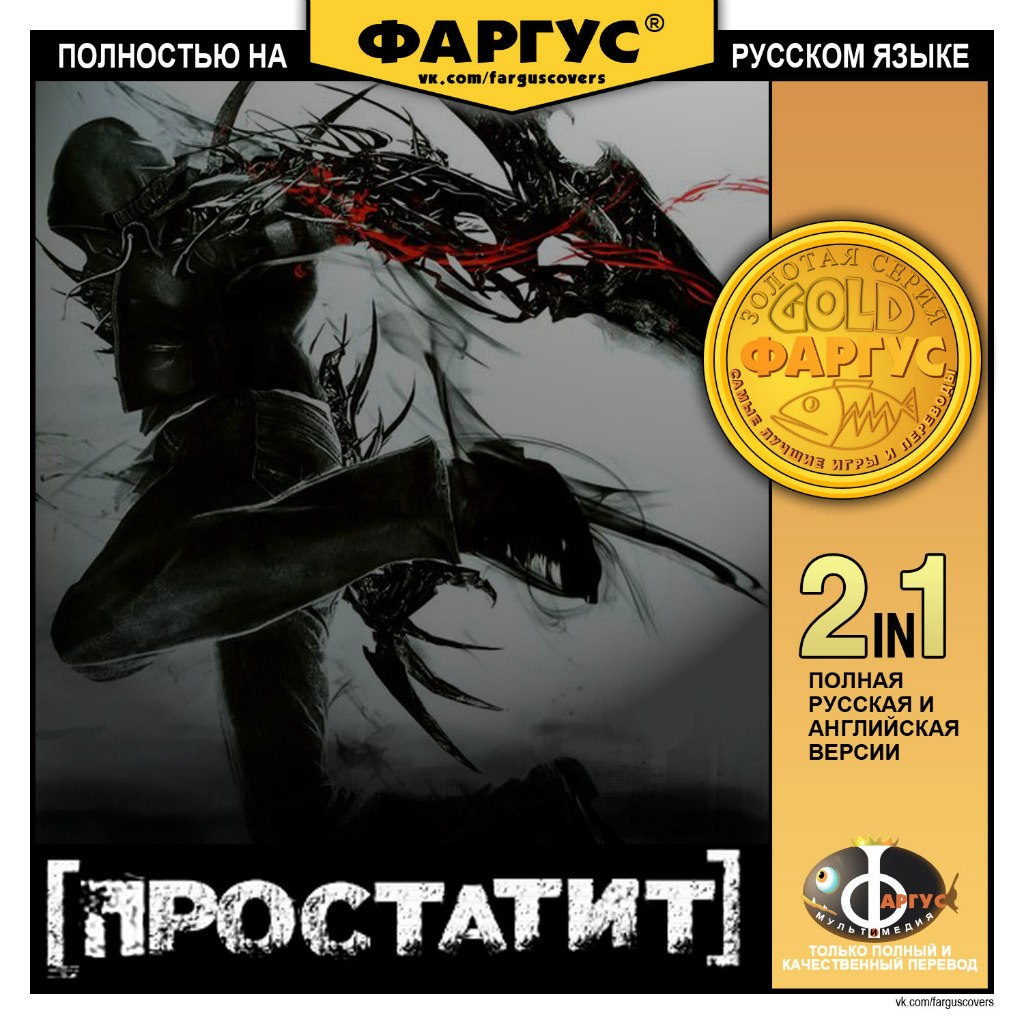 ПОЛНОСТЬЮ НА ФАРГУС® РУССКОМ ЯЗЫКЕ
vk.com/farguscovers
ЗОЛОТАЯ СЕРИЯ
GOLD
ФАРГУС
САМЫЕ ЛУЧШИЕ ИГРЫ И ПЕРЕВОДЫ
2IN1
ПОЛНАЯ
РУССКАЯ И
АНГЛИЙСКАЯ
ВЕРСИИ
[ПРОСТАТИТ]
ФАРГУС
МУЛЬТИМЕДИЯ
ТОЛЬКО ПОЛНЫЙ И
КАЧЕСТВЕННЫЙ ПЕРЕВОД
vk.com/farguscovers